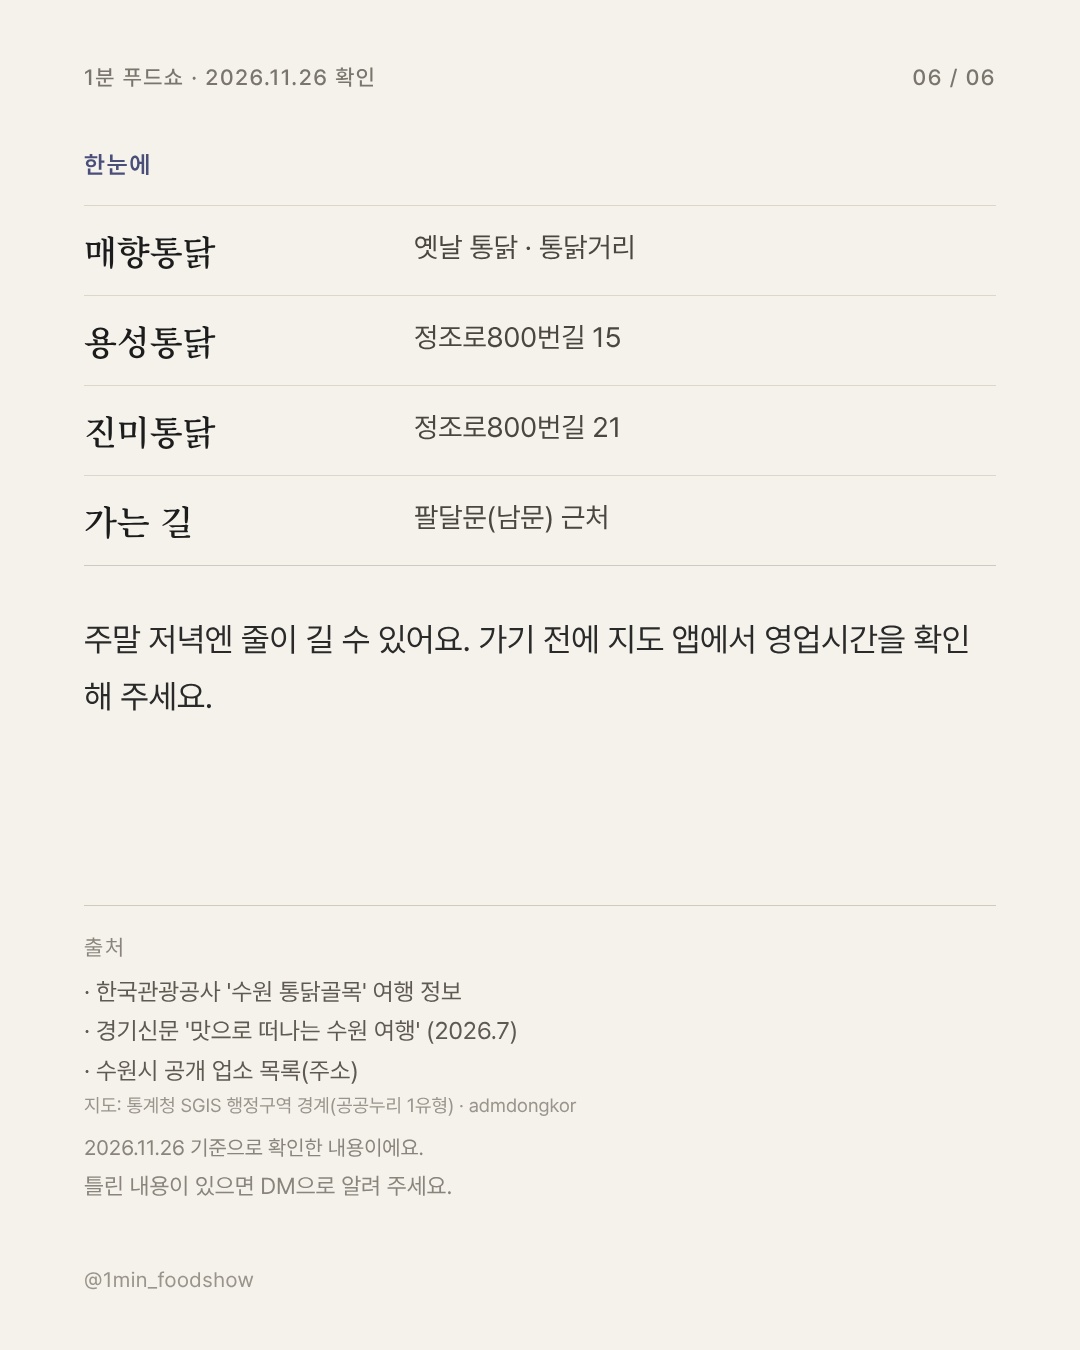 1분 푸드쇼 · 2026.11.26 확인
06 / 06
한눈에
매향통닭
옛날 통닭 · 통닭거리
용성통닭
정조로800번길 15
진미통닭
정조로800번길 21
가는 길
팔달문(남문) 근처
주말 저녁엔 줄이 길 수 있어요. 가기 전에 지도 앱에서 영업시간을 확인
해 주세요.
출처
· 한국관광공사 '수원 통닭골목' 여행 정보
· 경기신문 '맛으로 떠나는 수원 여행' (2026.7)
· 수원시 공개 업소 목록(주소)
지도: 통계청 SGIS 행정구역 경계(공공누리 1유형) · admdongkor
2026.11.26 기준으로 확인한 내용이에요.
틀린 내용이 있으면 DM으로 알려 주세요.
@1min_foodshow